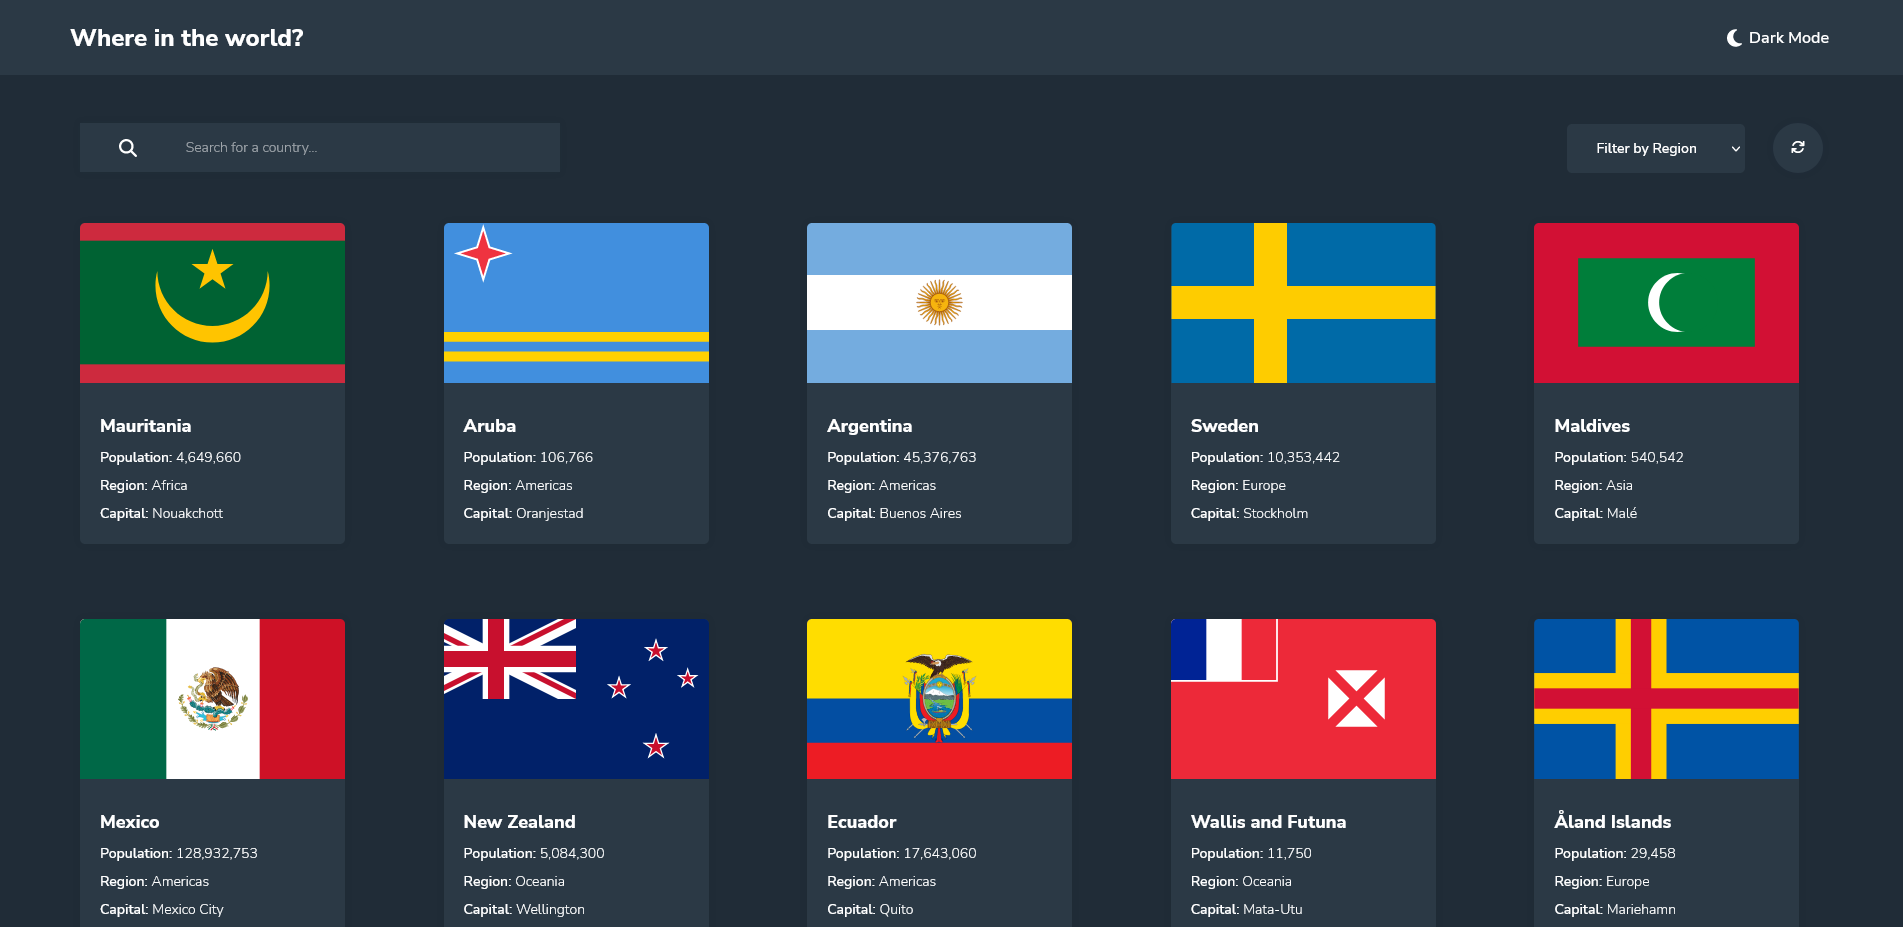 Where in the world?
Dark Mode
Search for a country...
Filter by Region
Mauritania
Population: 4,649,660
Region: Africa
Capital: Nouakchott
Aruba
Population: 106,766
Region: Americas
Capital: Oranjestad
Argentina
Population: 45,376,763
Region: Americas
Capital: Buenos Aires
Sweden
Population: 10,353,442
Region: Europe
Capital: Stockholm
Maldives
Population: 540,542
Region: Asia
Capital: Malé
Mexico
Population: 128,932,753
Region: Americas
Capital: Mexico City
New Zealand
Population: 5,084,300
Region: Oceania
Capital: Wellington
Ecuador
Population: 17,643,060
Region: Americas
Capital: Quito
Wallis and Futuna
Population: 11,750
Region: Oceania
Capital: Mata-Utu
Åland Islands
Population: 29,458
Region: Europe
Capital: Mariehamn